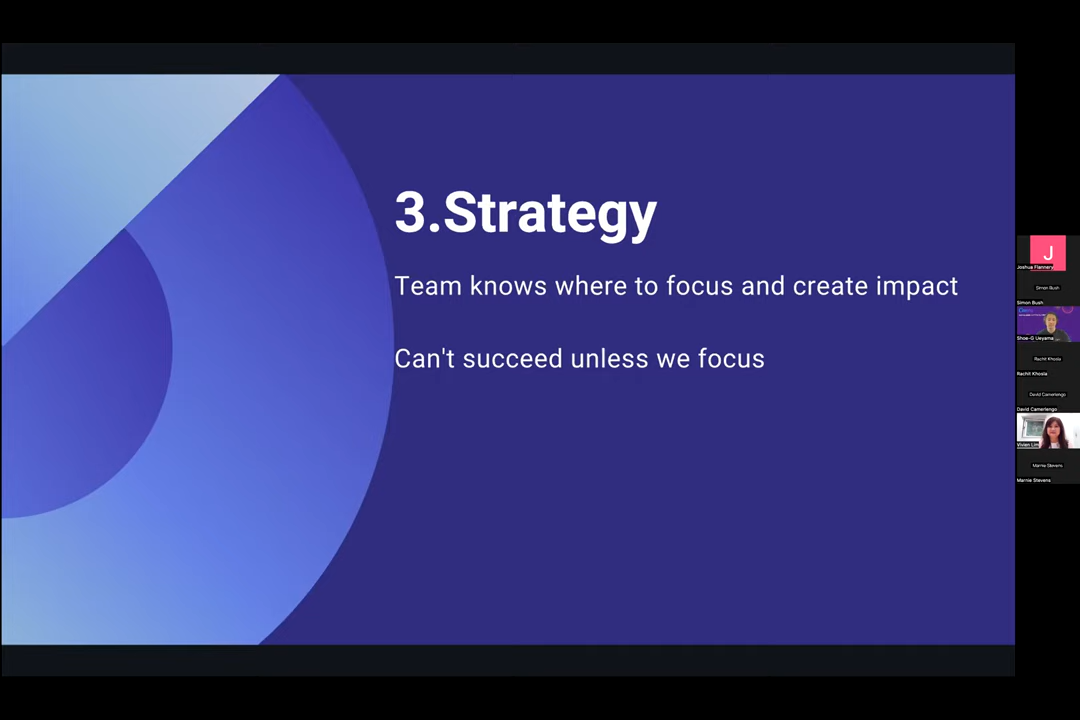 3.Strategy
Team knows where to focus and create impact
Can't succeed unless we focus
J
Joshua Flannery
Simon Bush
Simon Bush
Shoe-G Ueyama
Rachit Khosla
Rachit Khosla
David Camerlengo
David Camerlengo
Vivien Lim
Marnie Stevens
Marnie Stevens